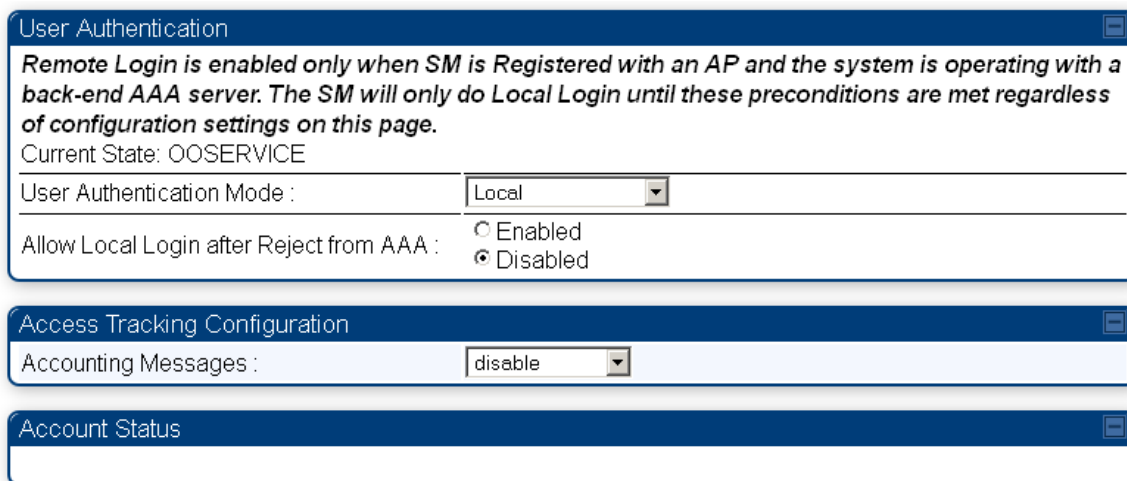 User Authentication
Remote Login is enabled only when SM is Registered with an AP and the system is operating with a
back-end AAA server. The SM will only do Local Login until these preconditions are met regardless
of configuration settings on this page.
Current State: OOSERVICE
User Authentication Mode : Local
Allow Local Login after Reject from AAA : Enabled
Disabled
Access Tracking Configuration
Accounting Messages : disable
Account Status